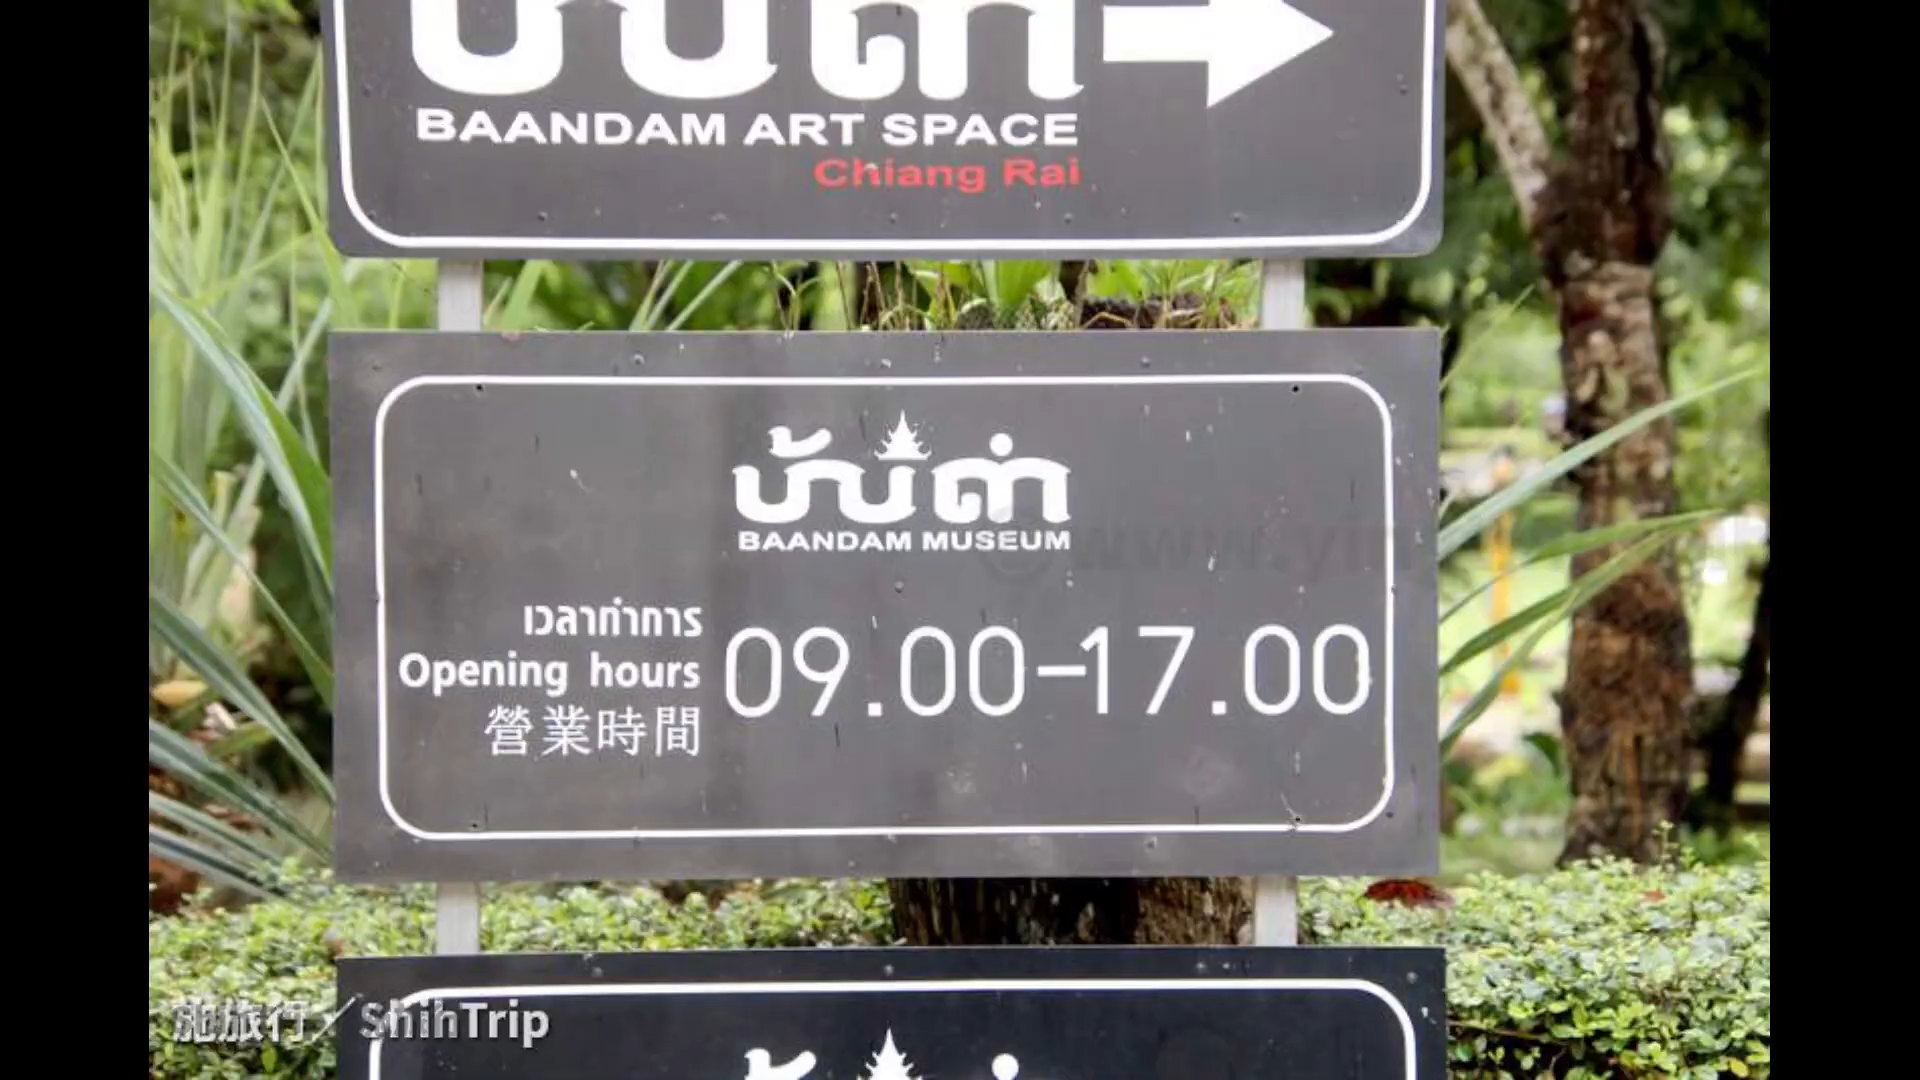 บ้านดำ
BAANDAM ART SPACE
Chiang Rai
บ้านดำ
BAANDAM MUSEUM
เวลาทำการ
Opening hours
營業時間
09.00-17.00
旅行／ShihTrip